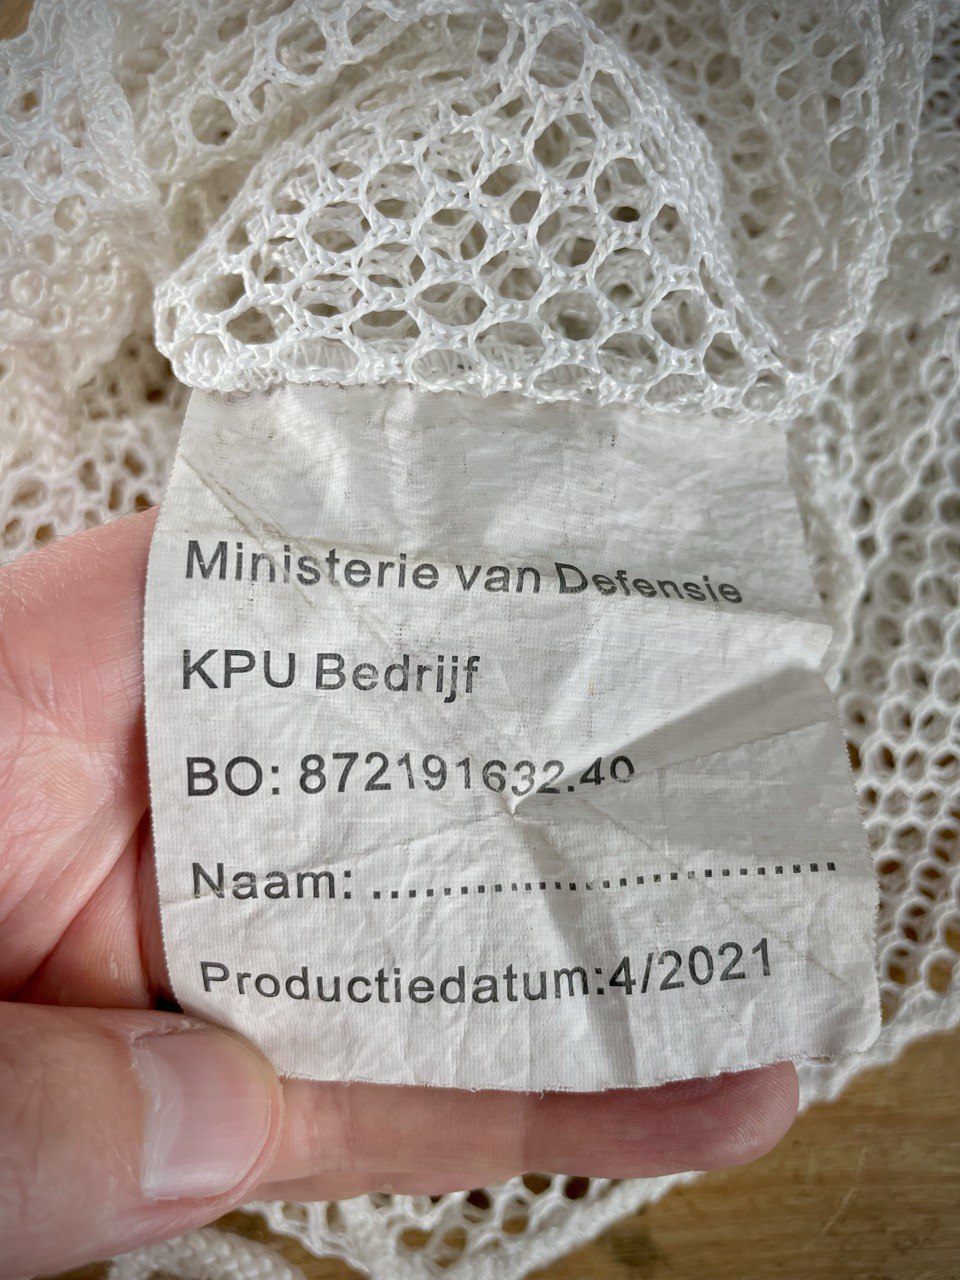 Ministerie van Defensie
KPU Bedrijf
BO: 872191632.40
Naam: ................................
Productiedatum:4/2021